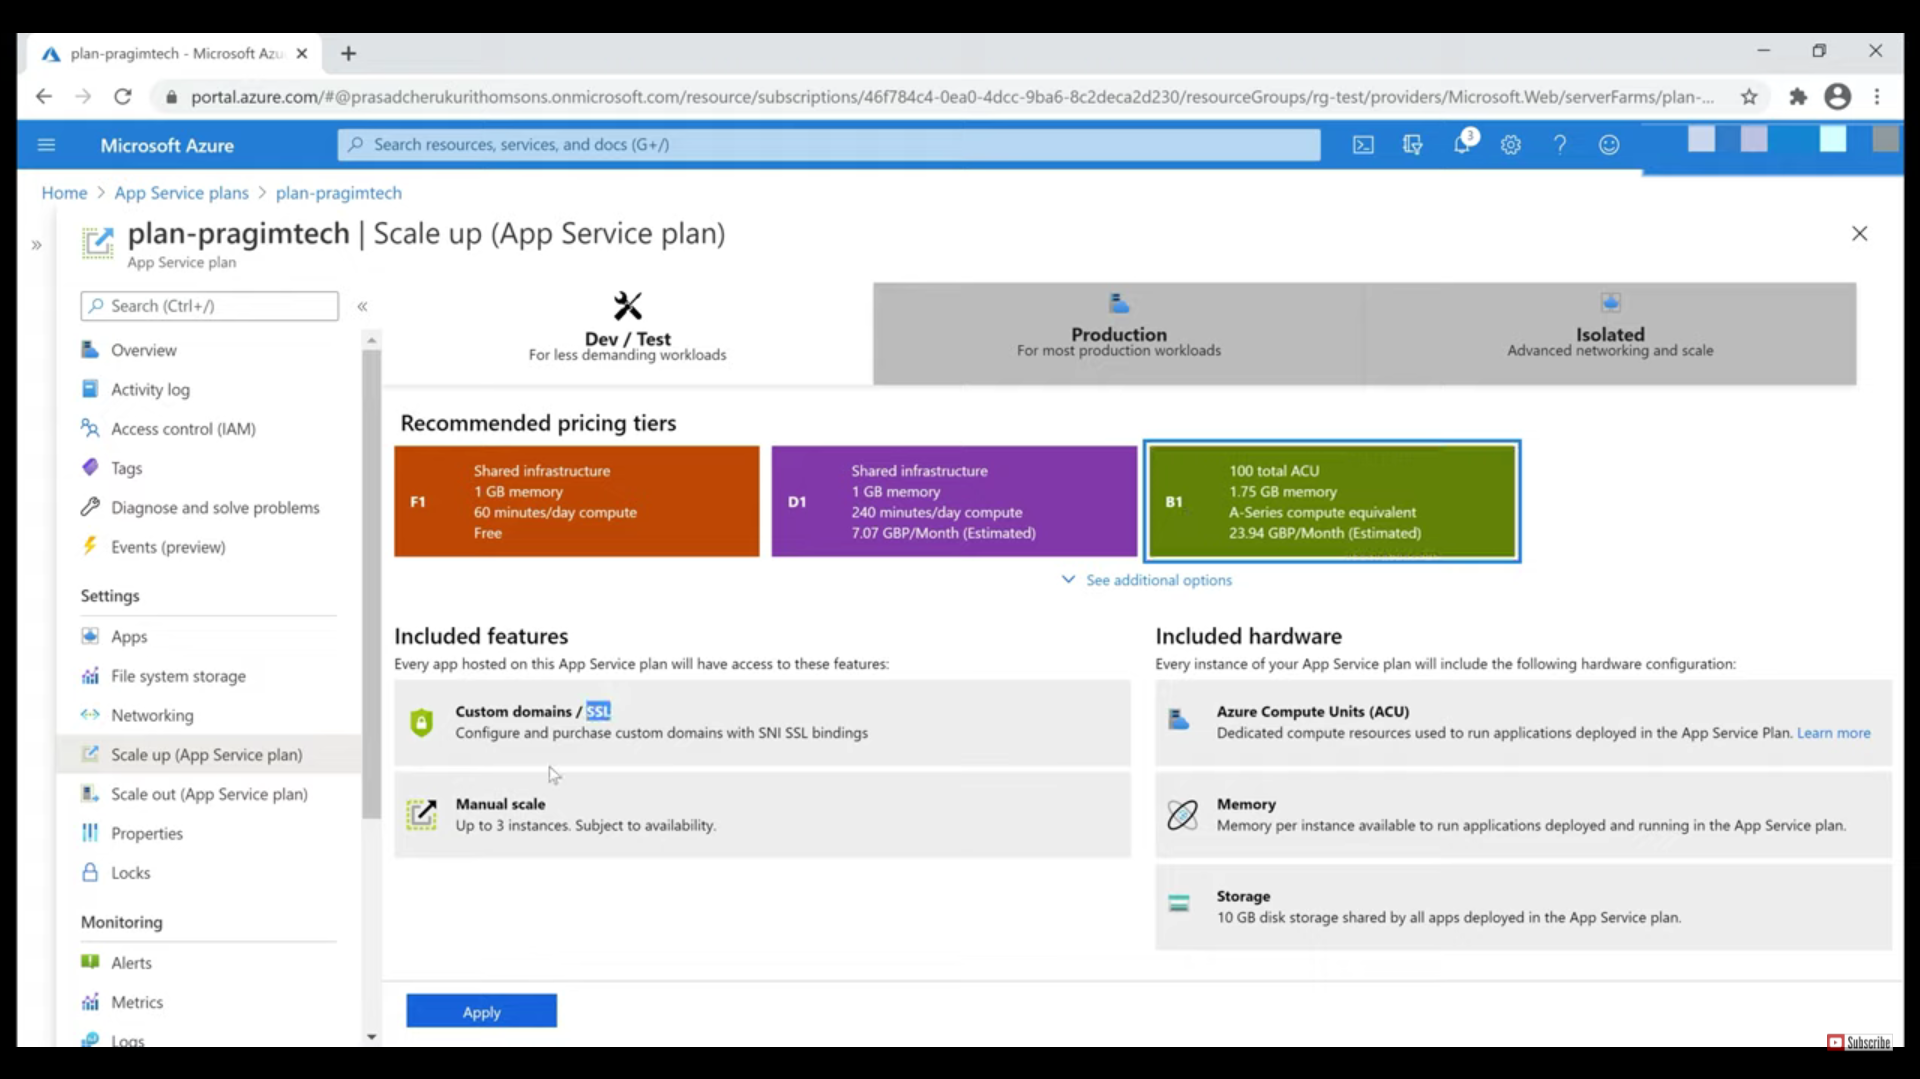 plan-pragimtech - Microsoft Azu
portal.azure.com/#@prasadcherukurithomsons.onmicrosoft.com/resource/subscriptions/46f784c4-0ea0-4dcc-9ba6-8c2deca2d230/resourceGroups/rg-test/providers/Microsoft.Web/serverFarms/plan-...
Microsoft Azure
Search resources, services, and docs (G+/)
3
Home > App Service plans > plan-pragimtech
plan-pragimtech | Scale up (App Service plan)
App Service plan
Search (Ctrl+/)
Overview
Activity log
Access control (IAM)
Tags
Diagnose and solve problems
Events (preview)
Settings
Apps
File system storage
Networking
Scale up (App Service plan)
Scale out (App Service plan)
Properties
Locks
Monitoring
Alerts
Metrics
Logs
Dev / Test
For less demanding workloads
Production
For most production workloads
Isolated
Advanced networking and scale
Recommended pricing tiers
F1
Shared infrastructure
1 GB memory
60 minutes/day compute
Free
D1
Shared infrastructure
1 GB memory
240 minutes/day compute
7.07 GBP/Month (Estimated)
B1
100 total ACU
1.75 GB memory
A-Series compute equivalent
23.94 GBP/Month (Estimated)
See additional options
Included features
Every app hosted on this App Service plan will have access to these features:
Custom domains / SSL
Configure and purchase custom domains with SNI SSL bindings
Manual scale
Up to 3 instances. Subject to availability.
Included hardware
Every instance of your App Service plan will include the following hardware configuration:
Azure Compute Units (ACU)
Dedicated compute resources used to run applications deployed in the App Service Plan. Learn more
Memory
Memory per instance available to run applications deployed and running in the App Service plan.
Storage
10 GB disk storage shared by all apps deployed in the App Service plan.
Apply
Subscribe